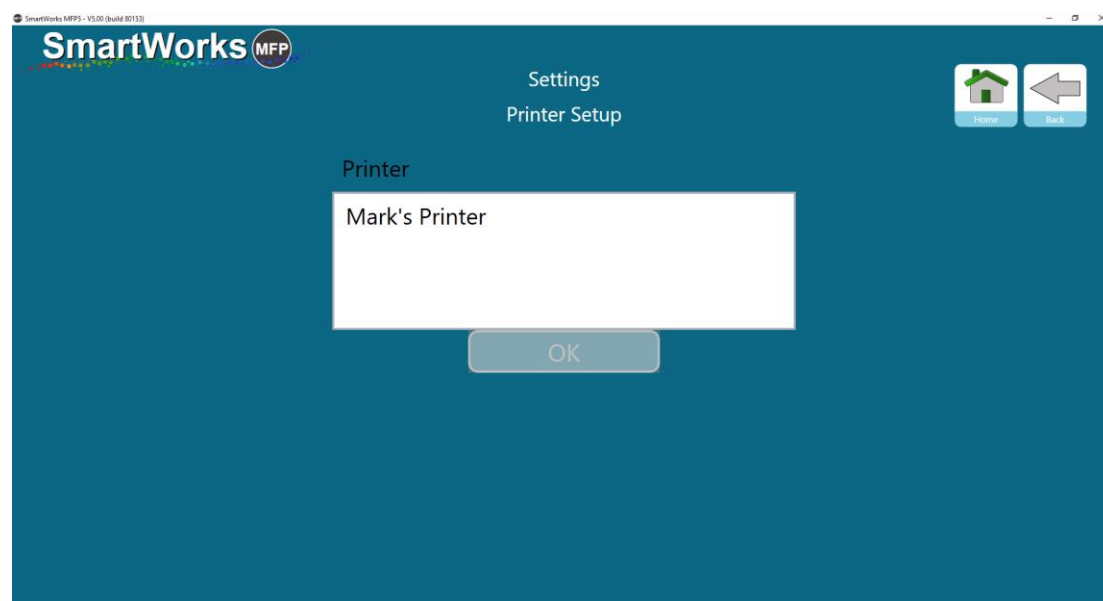 SmartWorks MFP5 - V5.00 (build 80153)
SmartWorks MFP
Settings
Printer Setup
Home
Back
Printer
Mark's Printer
OK